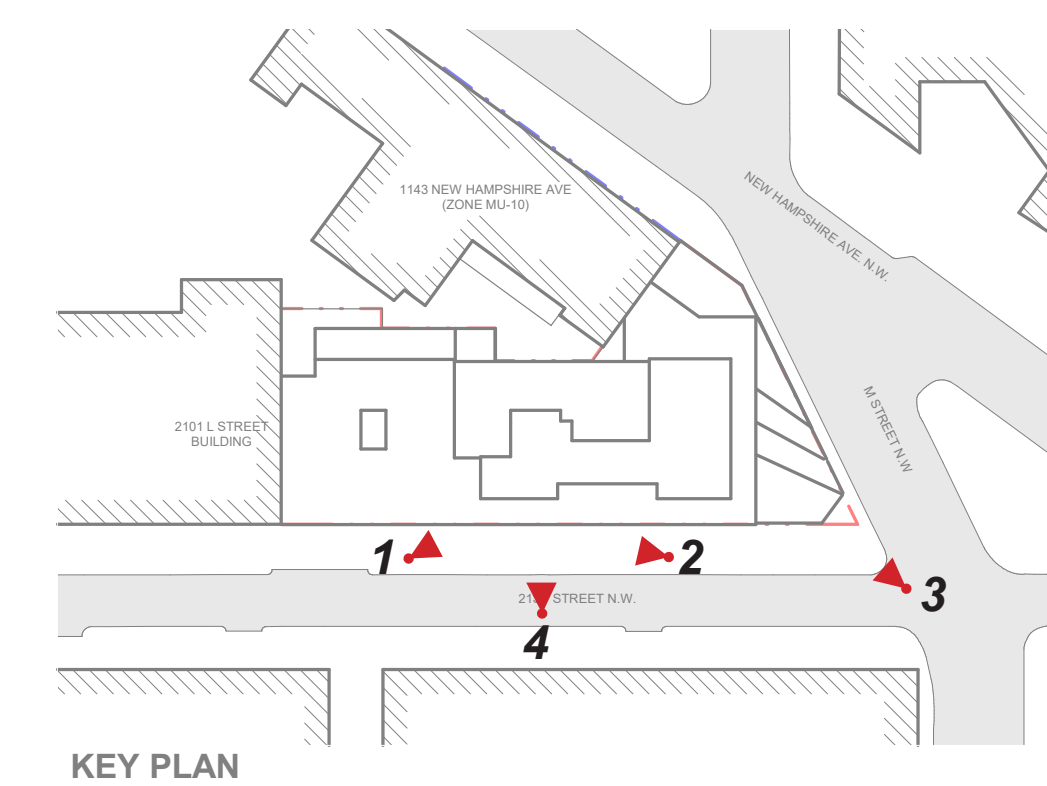 1143 NEW HAMPSHIRE AVE
(ZONE MU-10)
NEW HAMPSHIRE AVE. N.W.
M STREET N.W
2101 L STREET
BUILDING
1
2
3
STREET N.W.
4
KEY PLAN